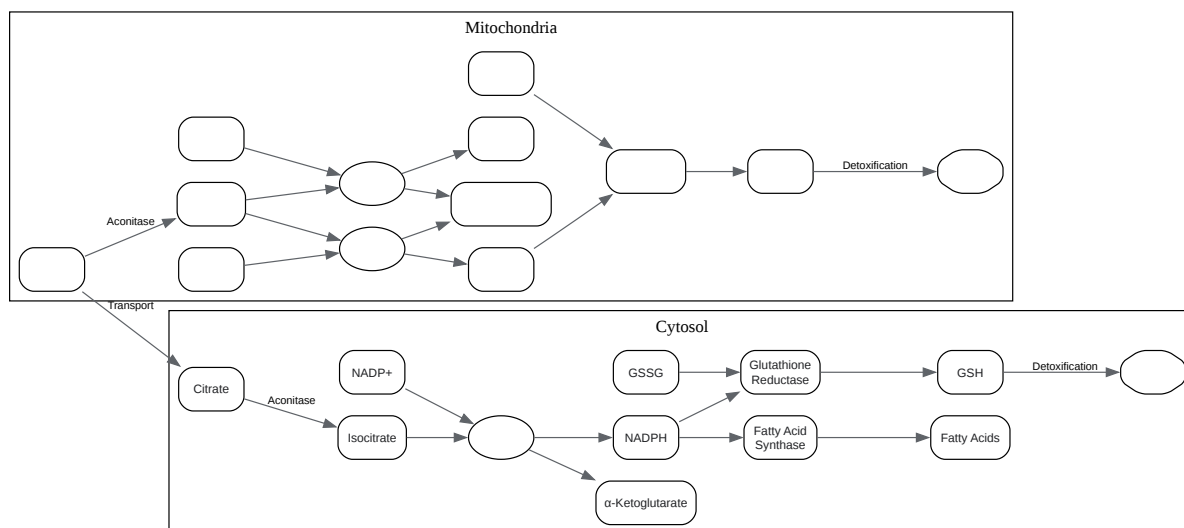 Mitochondria
Aconitase
Detoxification
Transport
Cytosol
NADP+
GSSG
Glutathione
Reductase
GSH
Detoxification
Citrate
Aconitase
Isocitrate
NADPH
Fatty Acid
Synthase
Fatty Acids
α-Ketoglutarate